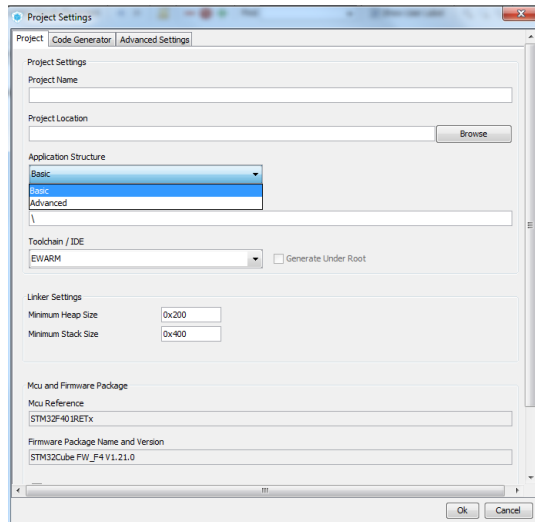 Project Settings
Project Code Generator Advanced Settings
Project Settings
Project Name
Project Location
Browse
Application Structure
Basic
Basic
Advanced
\
Toolchain / IDE
EWARM Generate Under Root
Linker Settings
Minimum Heap Size 0x200
Minimum Stack Size 0x400
Mcu and Firmware Package
Mcu Reference
STM32F401RETx
Firmware Package Name and Version
STM32Cube FW_F4 V1.21.0
Ok Cancel